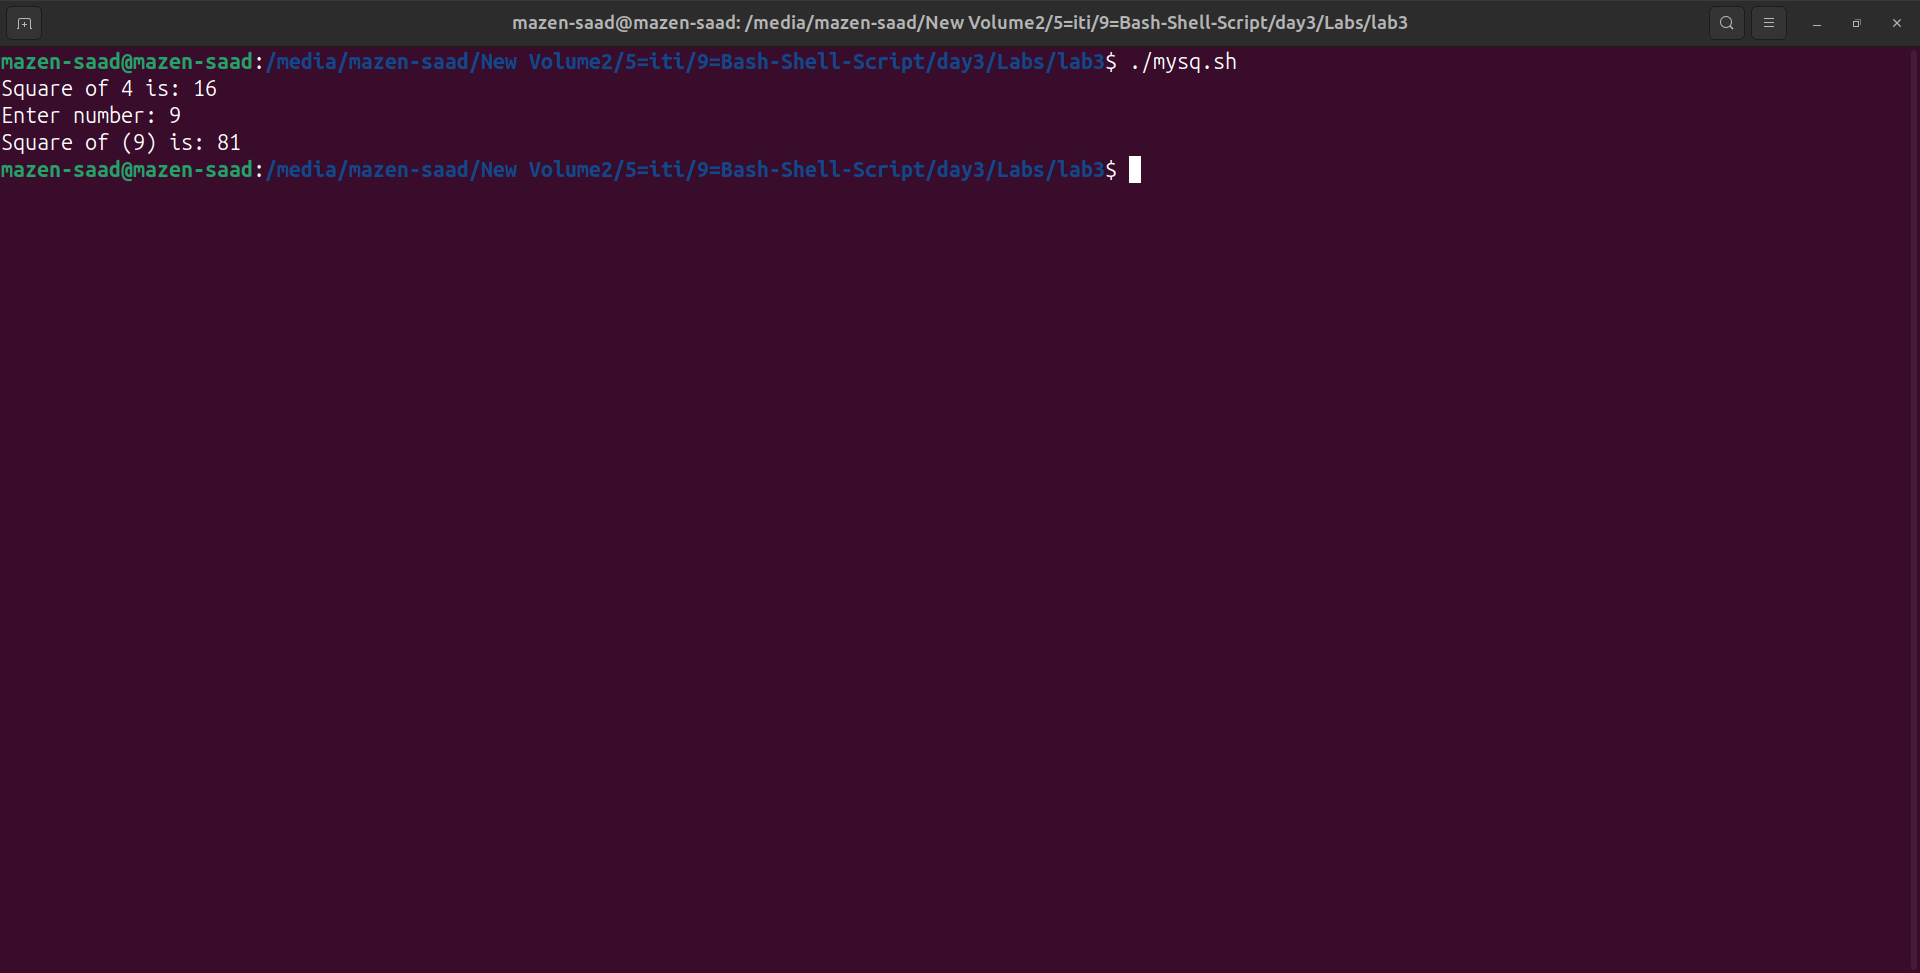 mazen-saad@mazen-saad: /media/mazen-saad/New Volume2/5=iti/9=Bash-Shell-Script/day3/Labs/lab3
mazen-saad@mazen-saad:/media/mazen-saad/New Volume2/5=iti/9=Bash-Shell-Script/day3/Labs/lab3$ ./mysq.sh
Square of 4 is: 16
Enter number: 9
Square of (9) is: 81
mazen-saad@mazen-saad:/media/mazen-saad/New Volume2/5=iti/9=Bash-Shell-Script/day3/Labs/lab3$